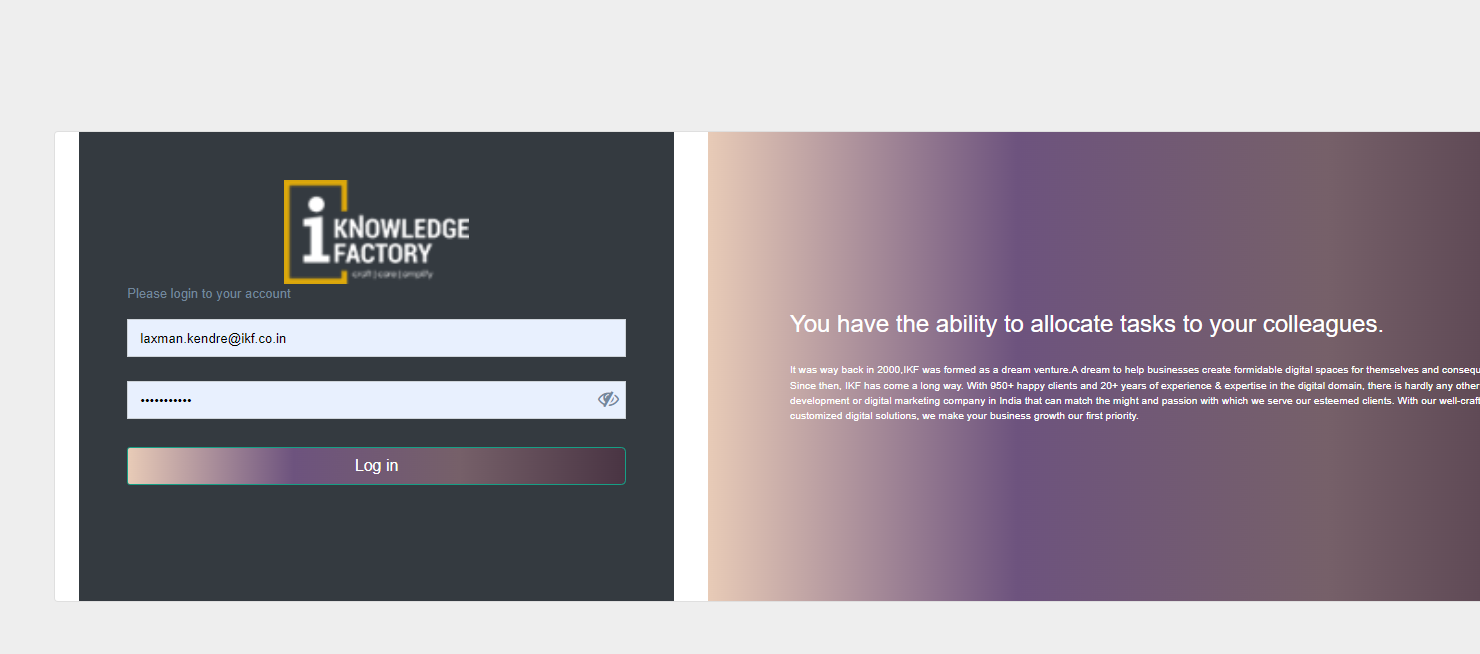 i KNOWLEDGE
FACTORY
craft | care | amplify
Please login to your account
laxman.kendre@ikf.co.in
•••••••••••
Log in
You have the ability to allocate tasks to your colleagues.
It was way back in 2000,IKF was formed as a dream venture.A dream to help businesses create formidable digital spaces for themselves and consequ
Since then, IKF has come a long way. With 950+ happy clients and 20+ years of experience & expertise in the digital domain, there is hardly any other
development or digital marketing company in India that can match the might and passion with which we serve our esteemed clients. With our well-craft
customized digital solutions, we make your business growth our first priority.